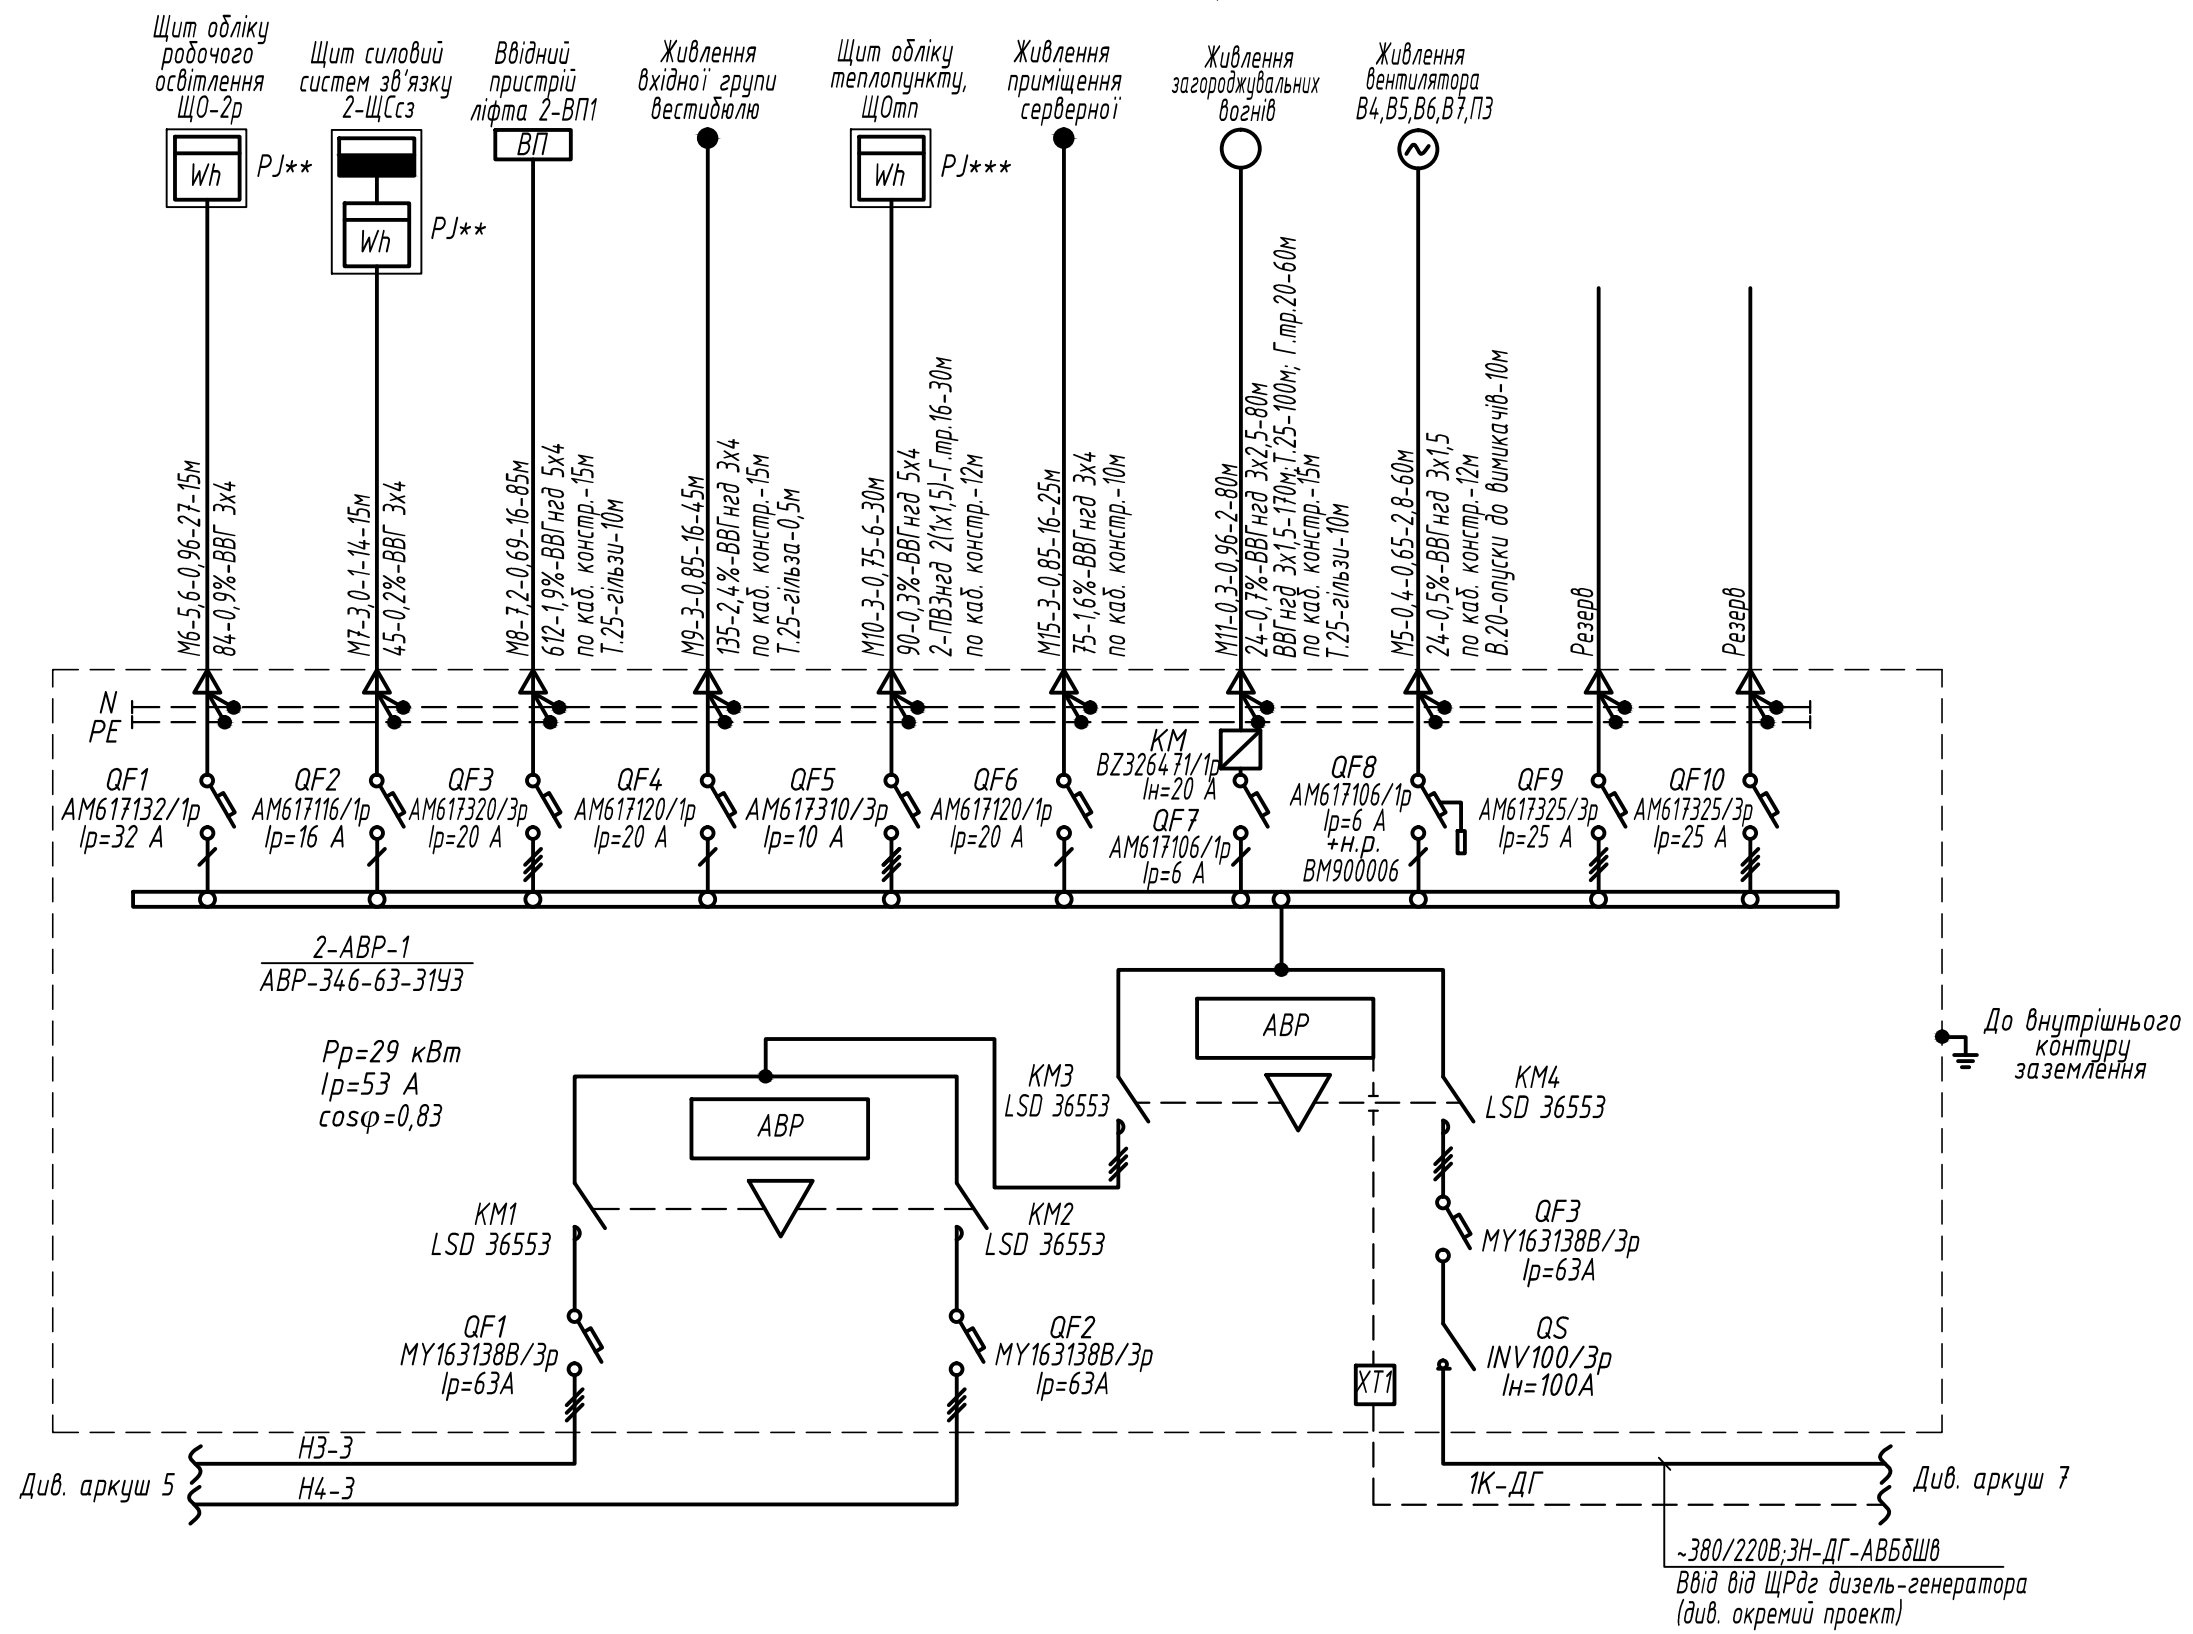 Щит обліку
робочого
освітлення
ЩО-2р
Щит силовий
систем зв'язку
2-ЩСсз
Ввідний
пристрій
ліфта 2-ВП1
Живлення
вхідної групи
вестибюлю
Щит обліку
теплопункту,
ЩОтп
Живлення
приміщення
серверної
Живлення
загороджувальних
вогнів
Живлення
вентилятора
В4,В5,В6,В7,П3
Wh
PJ**
Wh
PJ**
ВП
Wh
PJ***
М6-5,6-0,96-27-15м
84-0,9%-ВВГ 3х4
М7-3,0-1-14-15м
45-0,2%-ВВГ 3х4
М8-7,2-0,69-16-85м
612-1,9%-ВВГнгд 5х4
по каб. констр.-15м
Т.25-гільзи-10м
М9-3-0,85-16-45м
135-2,4%-ВВГнгд 3х4
по каб. констр.-15м
Т.25-гільза-0,5м
М10-3-0,75-6-30м
90-0,3%-ВВГнгд 5х4
2-ПВ3нгд 2(1х1,5)-Г.тр.16-30м
по каб. констр.-12м
М15-3-0,85-16-25м
75-1,6%-ВВГнгд 3х4
по каб. констр.-10м
М11-0,3-0,96-2-80м
24-0,7%-ВВГнгд 3х2,5-80м
ВВГнгд 3х1,5-170м;Т.25-100м; Г.тр.20-60м
по каб. констр.-15м
Т.25-гільзи-10м
М5-0,4-0,65-2,8-60м
24-0,5%-ВВГнгд 3х1,5
по каб. констр.-12м
В.20-опуски до вимикачів-10м
Резерв
Резерв
N
PE
QF1
AM617132/1p
Iр=32 А
QF2
AM617116/1p
Iр=16 А
QF3
AM617320/3p
Iр=20 А
QF4
AM617120/1p
Iр=20 А
QF5
AM617310/3p
Iр=10 А
QF6
AM617120/1p
Iр=20 А
KM
BZ326471/1p
Iн=20 А
QF7
AM617106/1p
Iр=6 А
QF8
AM617106/1p
Iр=6 А
+н.р.
BM900006
QF9
AM617325/3p
Iр=25 А
QF10
AM617325/3p
Iр=25 А
2-АВР-1
АВР-346-63-31У3
Рр=29 кВт
Iр=53 А
cosφ=0,83
АВР
АВР
KM1
LSD 36553
KM2
LSD 36553
KM3
LSD 36553
KM4
LSD 36553
До внутрішнього
контуру
заземлення
QF1
MY163138B/3p
Iр=63А
QF2
MY163138B/3p
Iр=63А
QF3
MY163138B/3p
Iр=63А
QS
INV100/3p
Iн=100А
XT1
Н3-3
Н4-3
Див. аркуш 5
1К-ДГ
Див. аркуш 7
~380/220В;3Н-ДГ-АВБбШв
Ввід від ЩРдг дизель-генератора
(див. окремий проект)